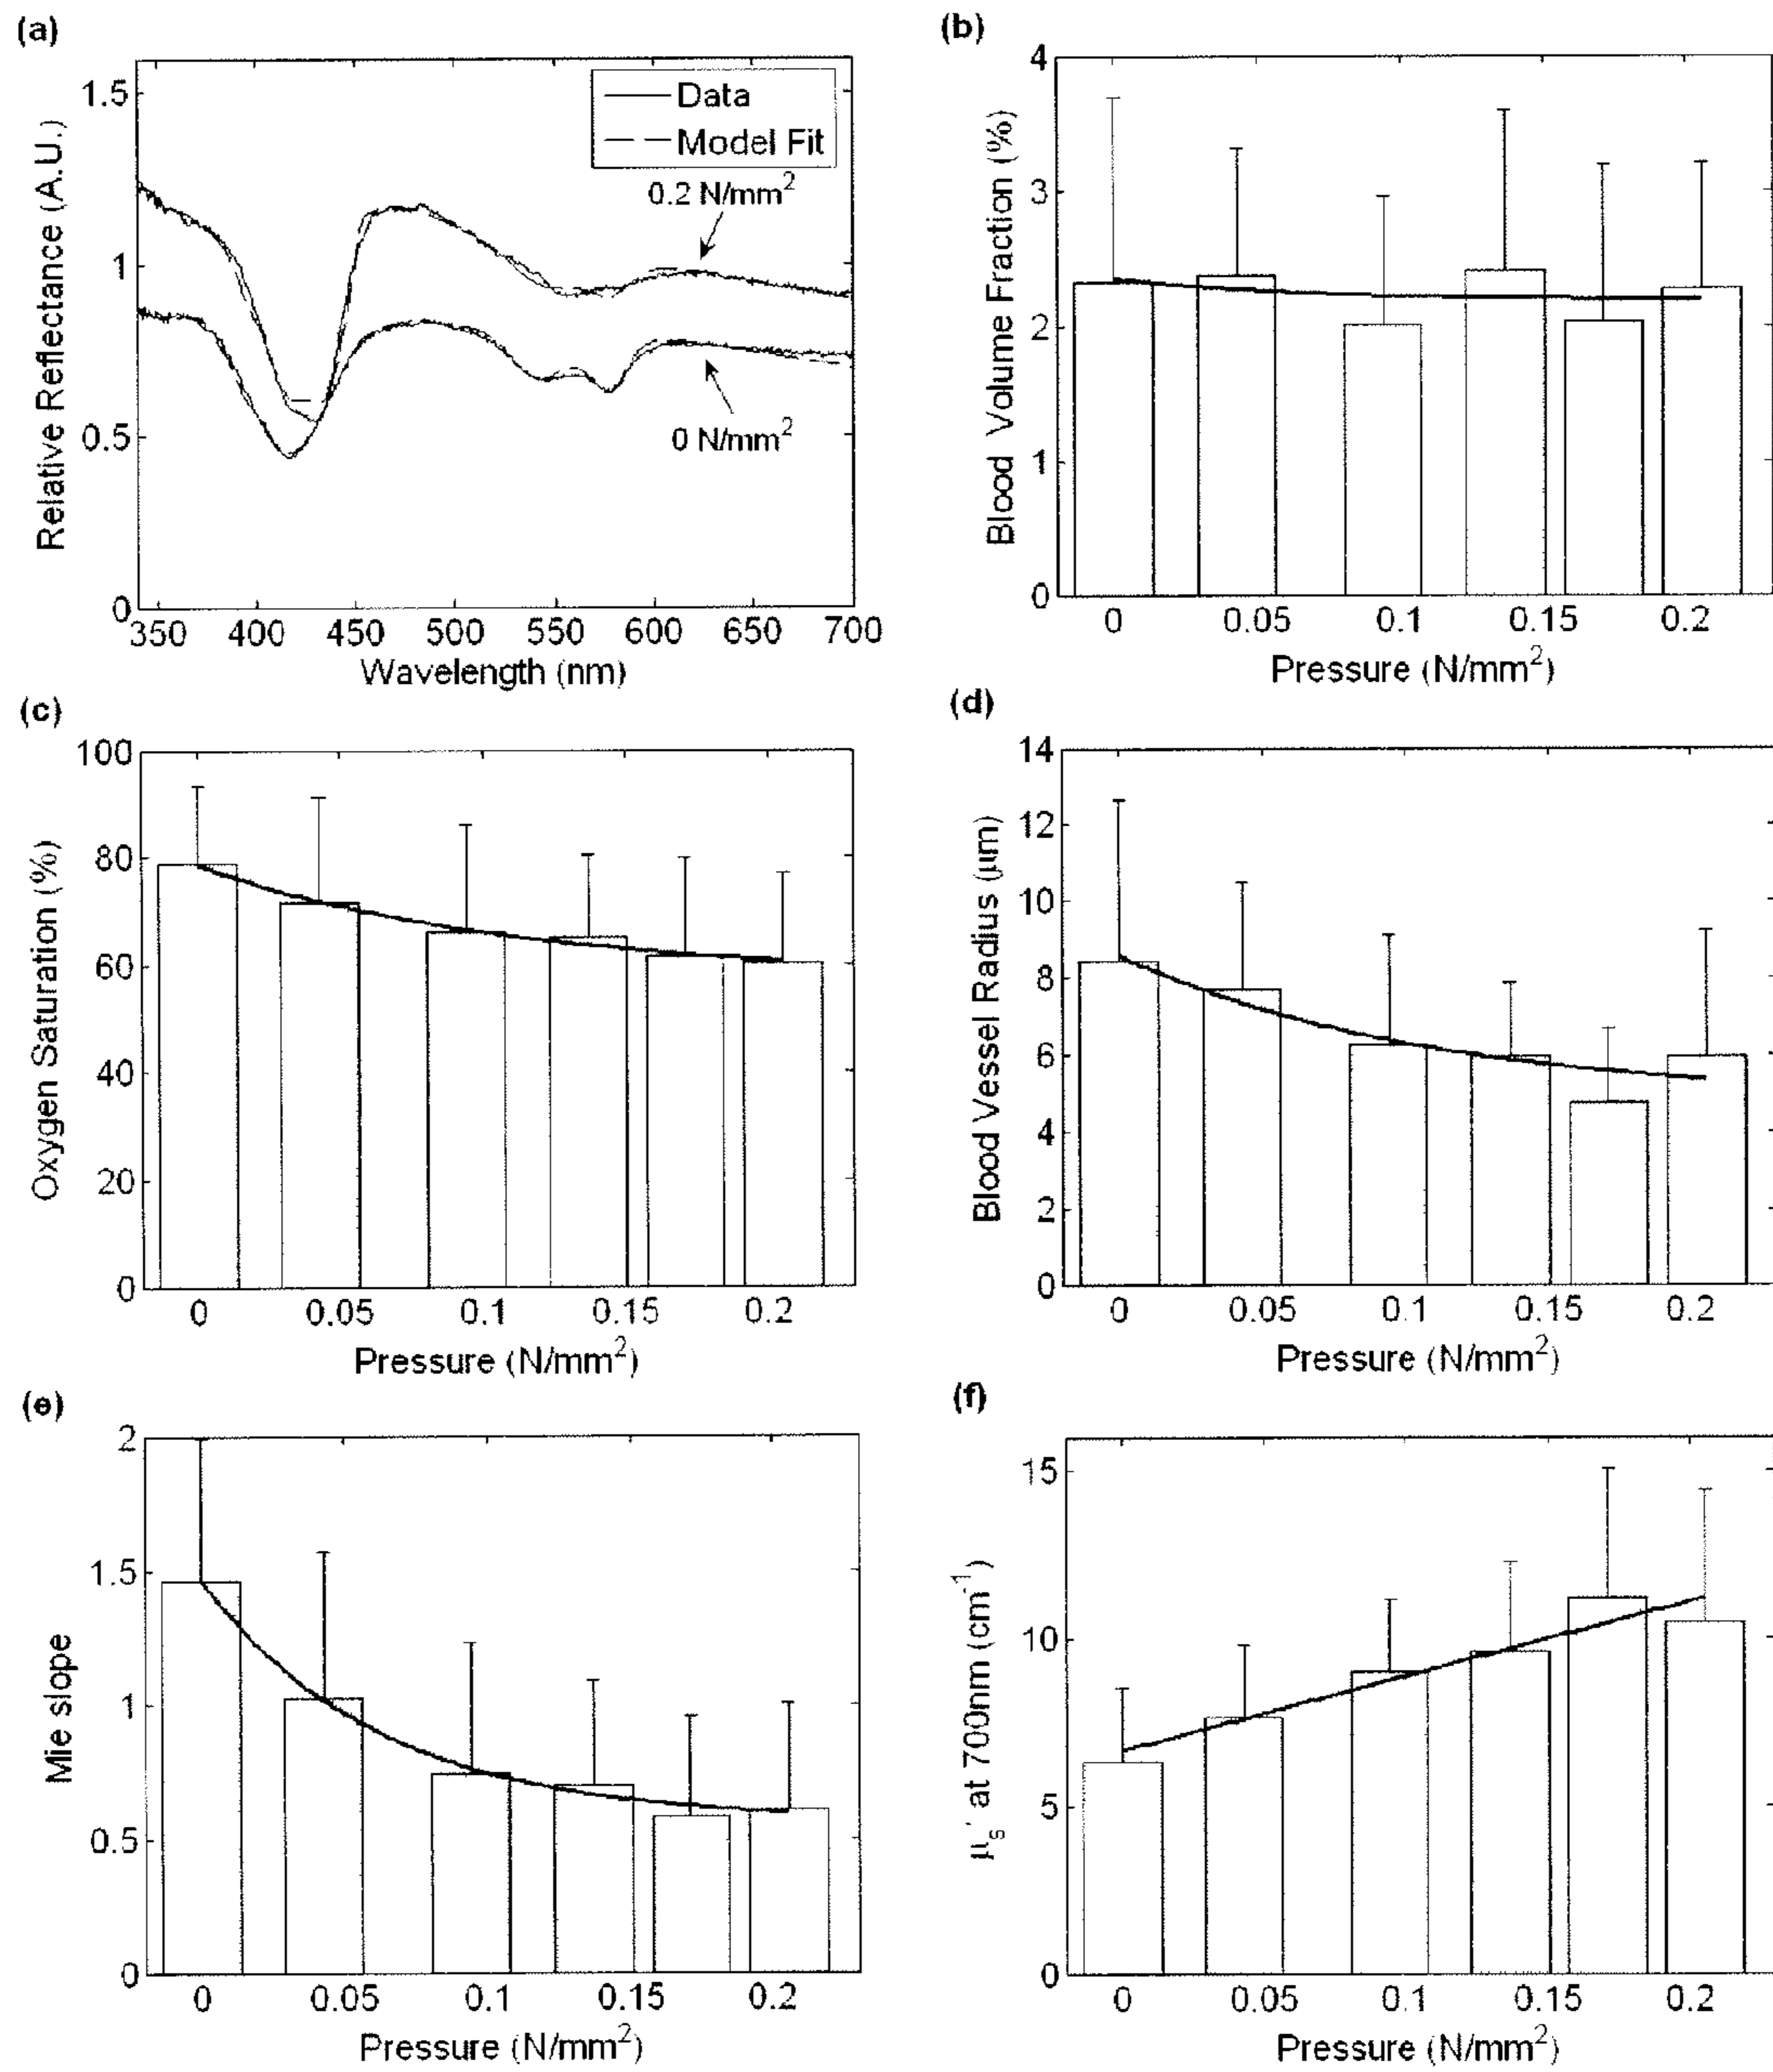 (a)
1.5
1
0.5
0
Relative Reflectance (A.U.)
Data
Model Fit
0.2 N/mm²
0 N/mm²
350 400 450 500 550 600 650 700
Wavelength (nm)
(b)
4
3
2
1
0
Blood Volume Fraction (%)
0 0.05 0.1 0.15 0.2
Pressure (N/mm²)
(c)
100
80
60
40
20
0
Oxygen Saturation (%)
0 0.05 0.1 0.15 0.2
Pressure (N/mm²)
(d)
14
12
10
8
6
4
2
0
Blood Vessel Radius (μm)
0 0.05 0.1 0.15 0.2
Pressure (N/mm²)
(e)
2
1.5
1
0.5
0
Mie slope
0 0.05 0.1 0.15 0.2
Pressure (N/mm²)
(f)
15
10
5
0
μs' at 700nm (cm⁻¹)
0 0.05 0.1 0.15 0.2
Pressure (N/mm²)